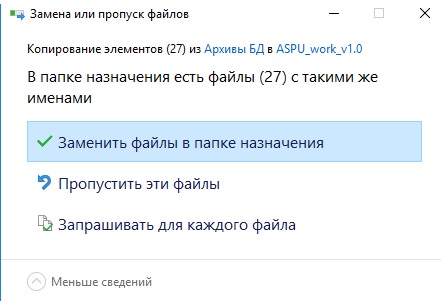 Замена или пропуск файлов
Копирование элементов (27) из Архивы БД в ASPU_work_v1.0
В папке назначения есть файлы (27) с такими же
именами
Заменить файлы в папке назначения
Пропустить эти файлы
Запрашивать для каждого файла
Меньше сведений